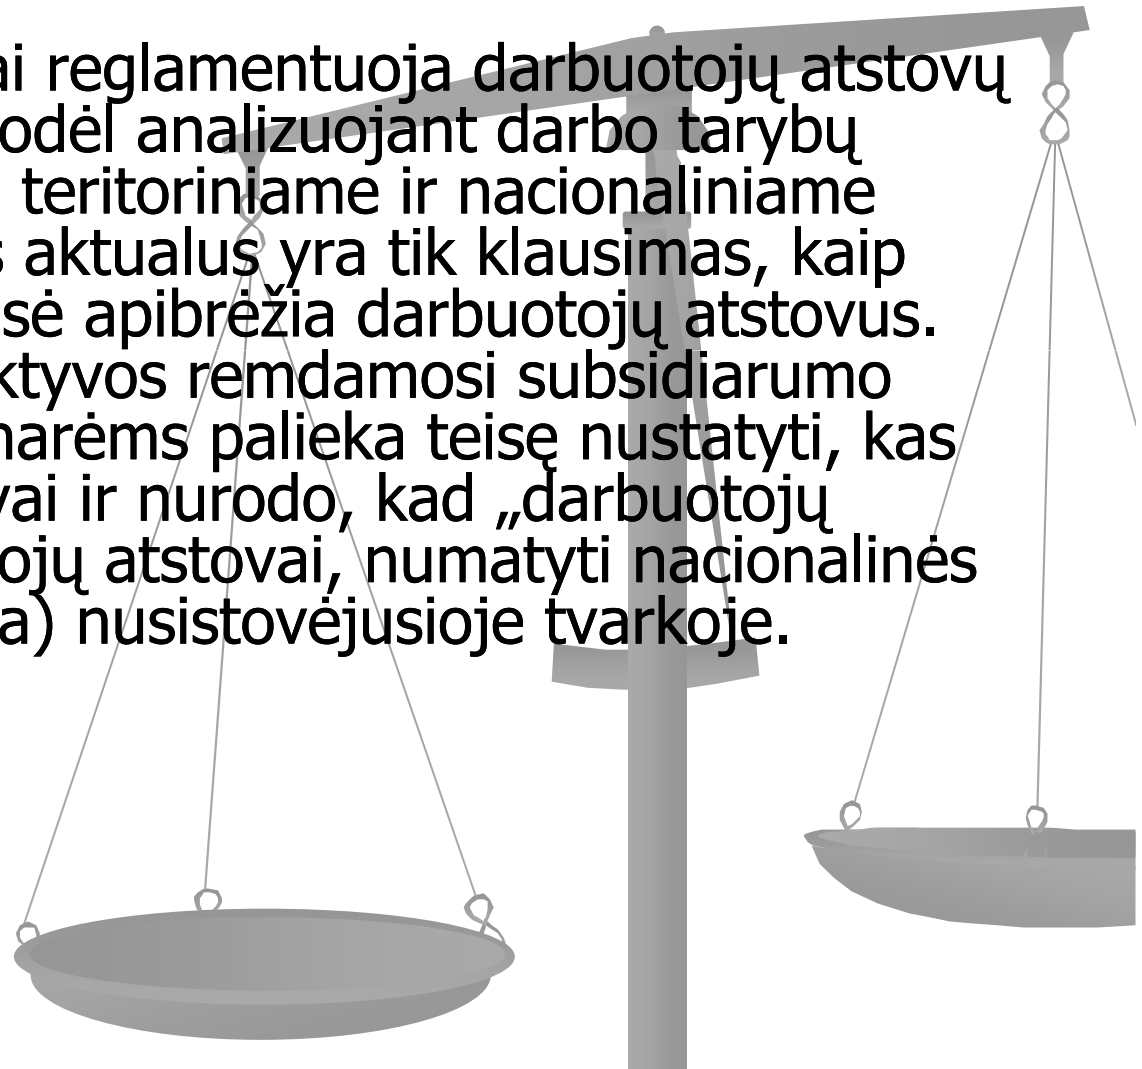 ai reglamentuoja darbuotojų atstovų
odėl analizuojant darbo tarybų
teritoriniame ir nacionaliniame
s aktualus yra tik klausimas, kaip
sė apibrėžia darbuotojų atstovus.
ktyvos remdamosi subsidiarumo
narėms palieka teisę nustatyti, kas
vai ir nurodo, kad „darbuotojų
ojų atstovai, numatyti nacionalinės
a) nusistovėjusioje tvarkoje.